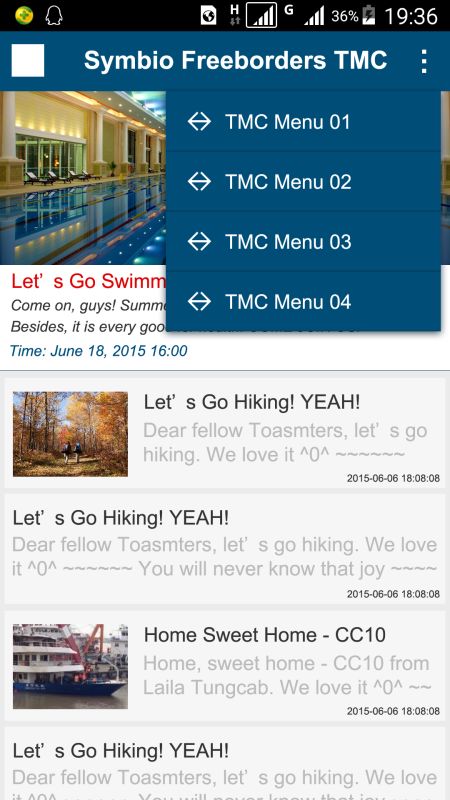 H G 36% 19:36
Symbio Freeborders TMC
TMC Menu 01
TMC Menu 02
TMC Menu 03
TMC Menu 04
Let’ s Go Swimm
Come on, guys! Summe
Besides, it is every goo
Time: June 18, 2015 16:00
Let’ s Go Hiking! YEAH!
Dear fellow Toasmters, let’ s go
hiking. We love it ^0^ ~~~~~~
2015-06-06 18:08:08
Let’ s Go Hiking! YEAH!
Dear fellow Toasmters, let’ s go hiking. We love
it ^0^ ~~~~~~ You will never know that joy ~~~~
2015-06-06 18:08:08
Home Sweet Home - CC10
Home, sweet home - CC10 from
Laila Tungcab. We love it ^0^ ~~
2015-06-06 18:08:08
Let’ s Go Hiking! YEAH!
Dear fellow Toasmters, let’ s go hiking. We love
it ^0^ ~~~~~~ You will never know that joy ~~~~